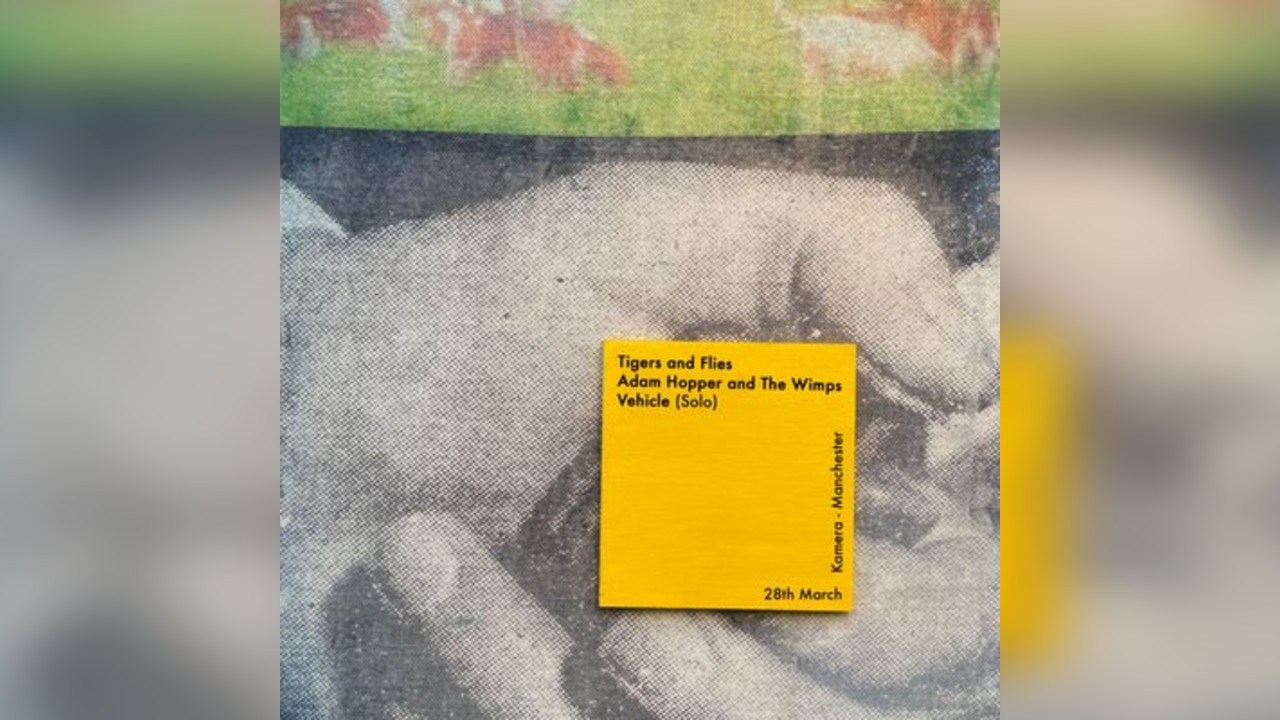 Tigers and Flies
Adam Hopper and The Wimps
Vehicle (Solo)
Kamera - Manchester
28th March